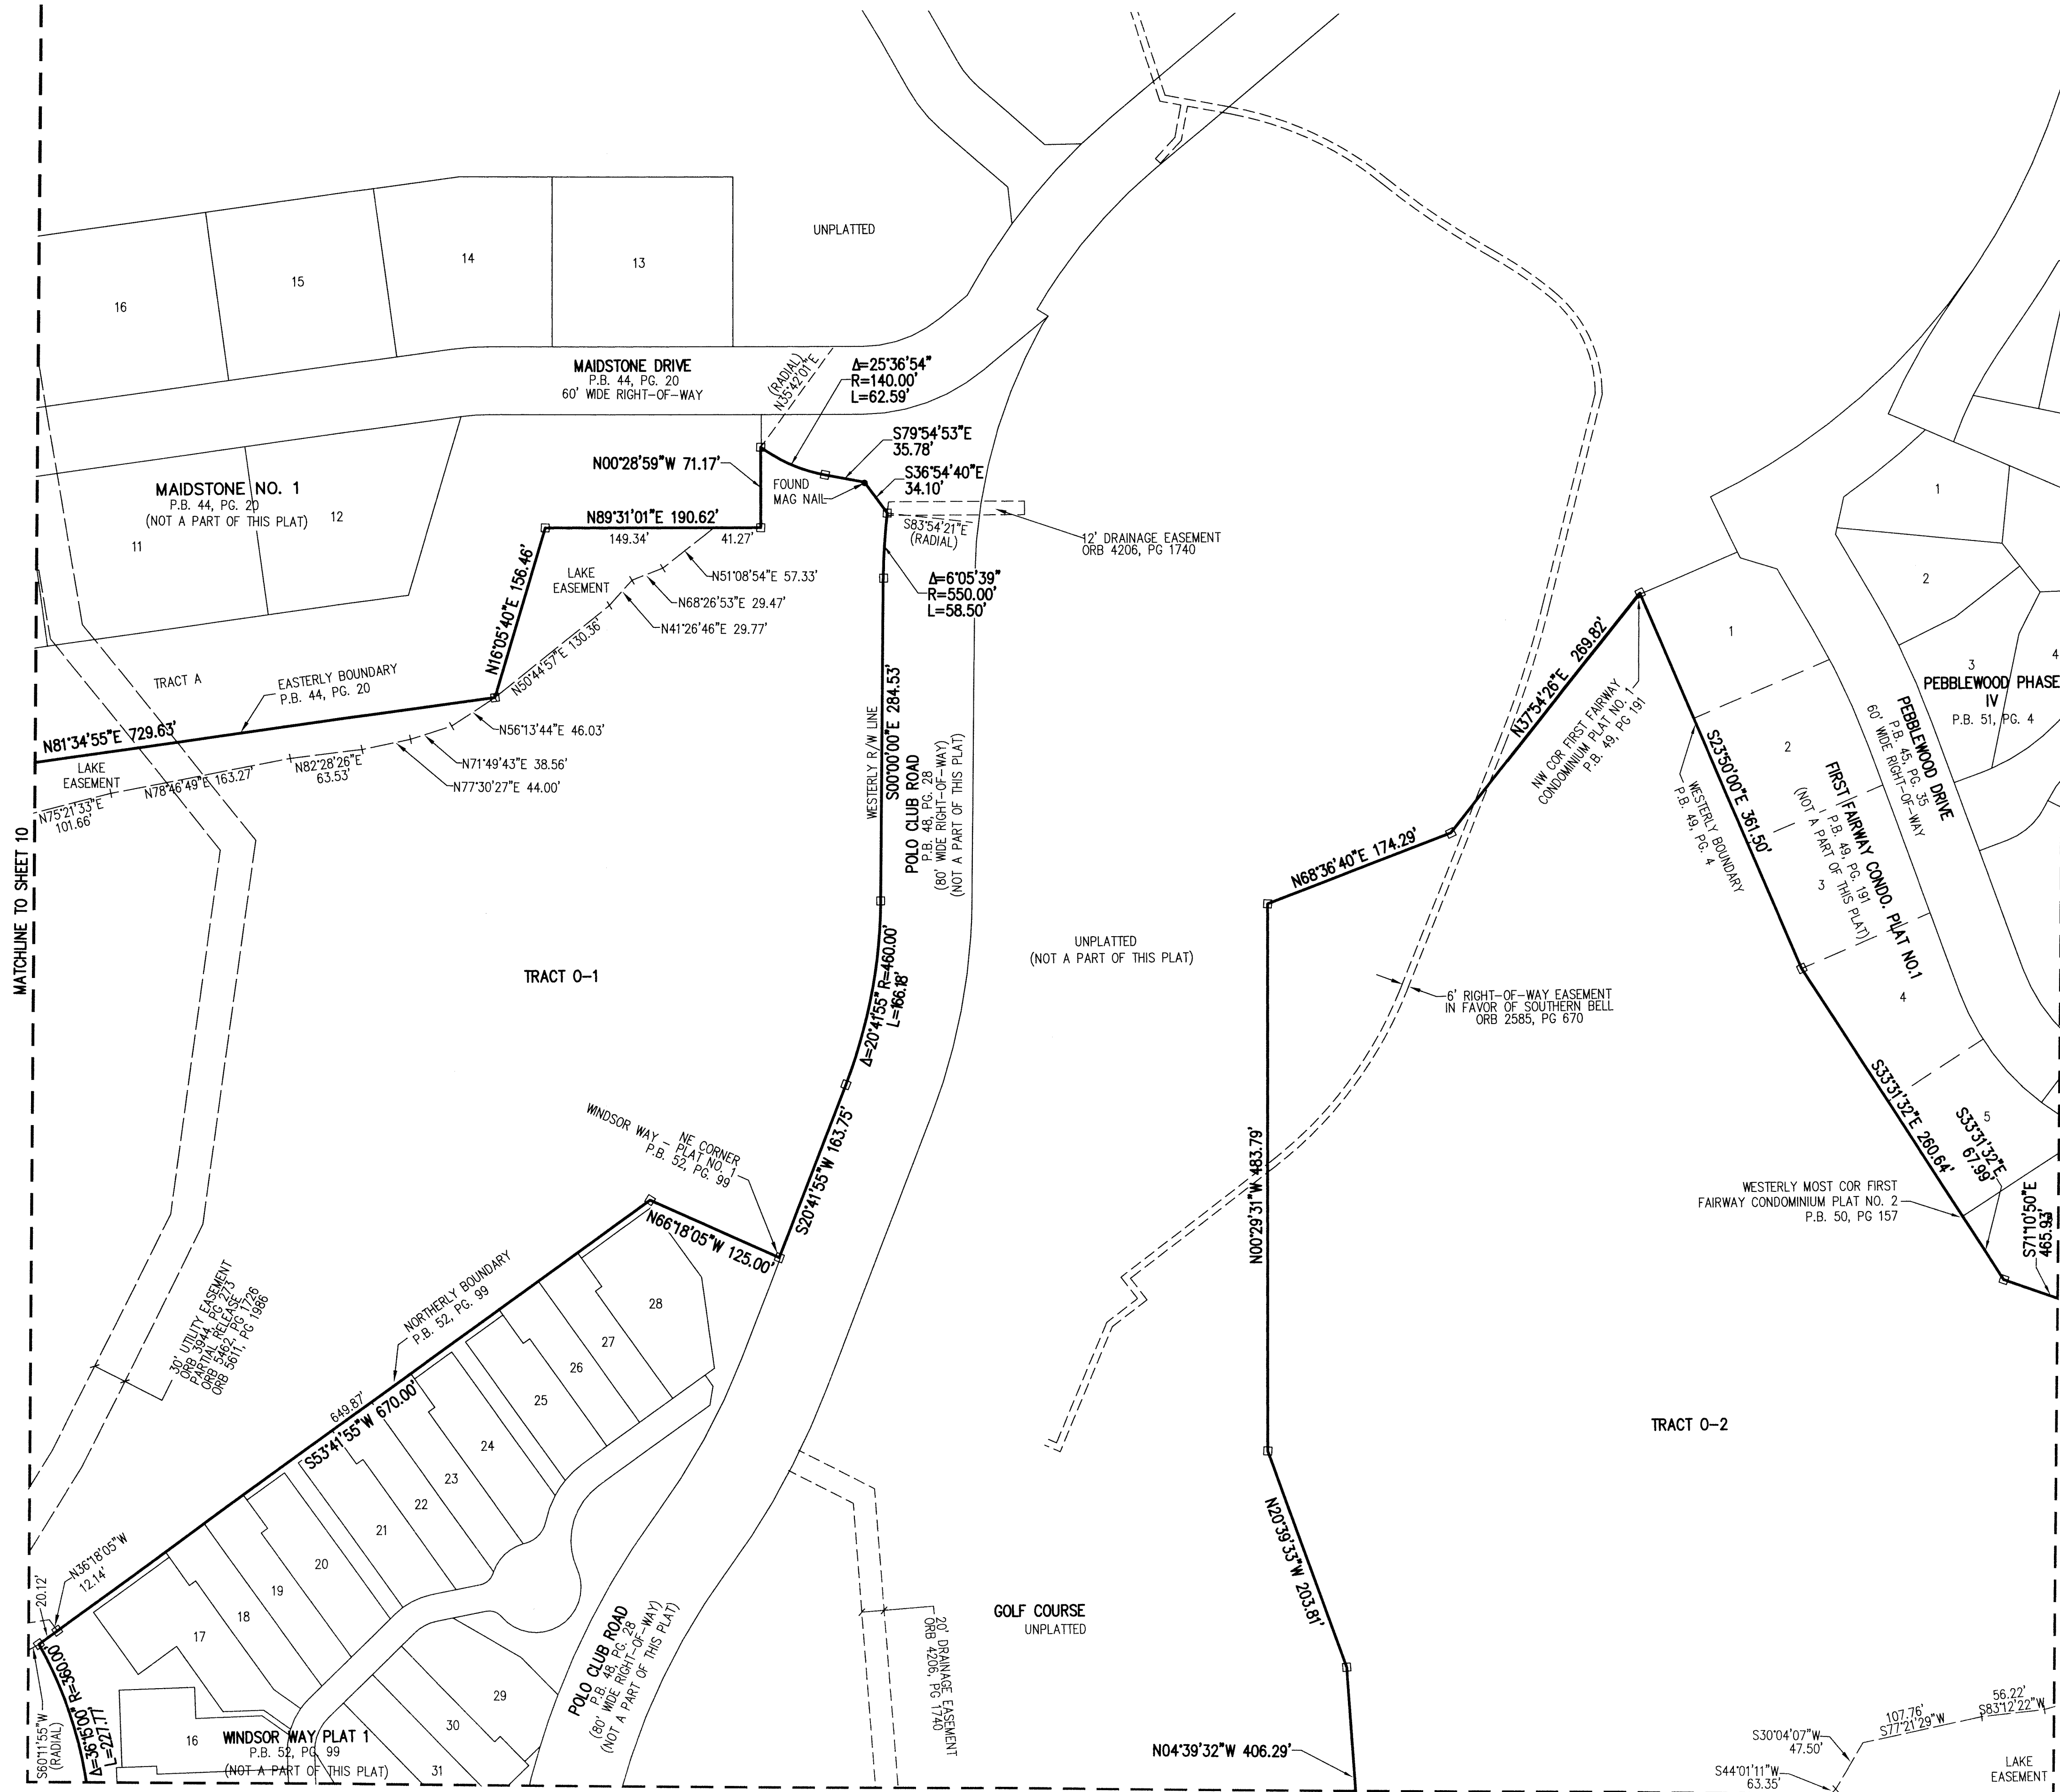 UNPLATTED
16
15
14
13
MAIDSTONE DRIVE
P.B. 44, PG. 20
60' WIDE RIGHT-OF-WAY
(RADIAL)
N35°42'01"E
Δ=25°36'54"
R=140.00'
L=62.59'
S79°54'53"E
35.78'
S36°54'40"E
34.10'
N00°28'59"W 71.17'
FOUND
MAG NAIL
MAIDSTONE NO. 1
P.B. 44, PG. 20
(NOT A PART OF THIS PLAT)
12
11
N89°31'01"E 190.62'
149.34'
41.27'
S83°54'21"E
(RADIAL)
12' DRAINAGE EASEMENT
ORB 4206, PG 1740
LAKE
EASEMENT
N51°08'54"E 57.33'
N68°26'53"E 29.47'
N41°26'46"E 29.77'
Δ=6°05'39"
R=550.00'
L=58.50'
N16°05'40"E 156.46'
N50°44'57"E 130.36'
TRACT A
EASTERLY BOUNDARY
P.B. 44, PG. 20
N81°34'55"E 729.63'
LAKE
EASEMENT
N56°13'44"E 46.03'
N71°49'43"E 38.56'
N77°30'27"E 44.00'
N82°28'26"E
63.53'
N78°46'49"E 163.27'
N75°21'33"E
101.66'
MATCHLINE TO SHEET 10
WESTERLY R/W LINE
S00°00'00"E 284.53'
POLO CLUB ROAD
P.B. 48, PG. 28
(80' WIDE RIGHT-OF-WAY)
(NOT A PART OF THIS PLAT)
TRACT O-1
Δ=20°41'55" R=460.00'
L=166.18'
UNPLATTED
(NOT A PART OF THIS PLAT)
N68°36'40"E 174.29'
N37°54'26"E 269.82'
NW COR FIRST FAIRWAY
CONDOMINIUM PLAT NO. 1
P.B. 49, PG 191
S23°50'00"E 361.50'
WESTERLY BOUNDARY
P.B. 49, PG. 4
1
2
3
4
5
FIRST FAIRWAY CONDO. PLAT NO.1
P.B. 49, PG. 191
(NOT A PART OF THIS PLAT)
PEBBLEWOOD DRIVE
P.B. 45, PG. 35
60' WIDE RIGHT-OF-WAY
1
2
3
4
PEBBLEWOOD PHASE
IV
P.B. 51, PG. 4
6' RIGHT-OF-WAY EASEMENT
IN FAVOR OF SOUTHERN BELL
ORB 2585, PG 670
S33°31'32"E 260.64'
S33°31'32"E
67.99'
WESTERLY MOST COR FIRST
FAIRWAY CONDOMINIUM PLAT NO. 2
P.B. 50, PG 157
S71°10'50"E
465.93'
N00°29'31"W 483.79'
WINDSOR WAY - NE CORNER
PLAT NO. 1
P.B. 52, PG. 99
S20°41'55"W 163.75'
N66°18'05"W 125.00'
NORTHERLY BOUNDARY
P.B. 52, PG. 99
649.87'
S53°41'55"W 670.00'
30' UTILITY EASEMENT
ORB 3944, PG 273
PARTIAL RELEASE
ORB 5462, PG 1726
ORB 5611, PG 1986
28
27
26
25
24
23
22
21
20
19
18
17
16
29
30
31
TRACT O-2
N20°39'33"W 203.81'
N36°18'05"W
12.14'
20.12'
S60°11'55"W
(RADIAL)
Δ=36°15'00" R=360.00'
L=227.77'
WINDSOR WAY PLAT 1
P.B. 52, PG. 99
(NOT A PART OF THIS PLAT)
POLO CLUB ROAD
P.B. 48, PG. 28
(80' WIDE RIGHT-OF-WAY)
(NOT A PART OF THIS PLAT)
20' DRAINAGE EASEMENT
ORB 4206, PG 1740
GOLF COURSE
UNPLATTED
N04°39'32"W 406.29'
56.22'
S83°12'22"W
107.76'
S77°21'29"W
S30°04'07"W
47.50'
S44°01'11"W
63.35'
LAKE
EASEMENT